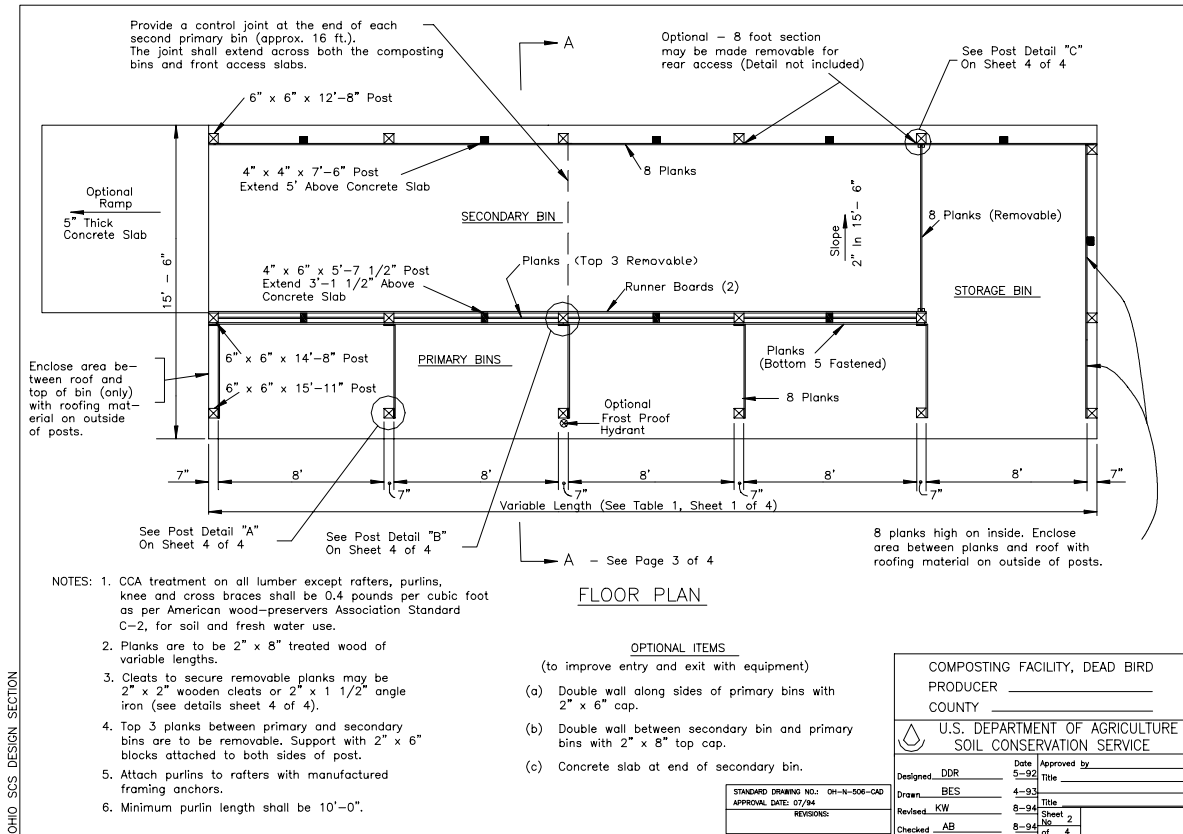 Provide a control joint at the end of each
second primary bin (approx. 16 ft.).
The joint shall extend across both the composting
bins and front access slabs.
A
Optional – 8 foot section
may be made removable for
rear access (Detail not included)
See Post Detail "C"
On Sheet 4 of 4
6" x 6" x 12'-8" Post
4" x 4" x 7'-6" Post
Extend 5' Above Concrete Slab
8 Planks
Optional
Ramp
5" Thick
Concrete Slab
15' - 6"
SECONDARY BIN
Slope
2" In 15'- 6"
8 Planks (Removable)
4" x 6" x 5'-7 1/2" Post
Extend 3'-1 1/2" Above
Concrete Slab
Planks (Top 3 Removable)
Runner Boards (2)
STORAGE BIN
Enclose area be-
tween roof and
top of bin (only)
with roofing mat-
erial on outside
of posts.
6" x 6" x 14'-8" Post
PRIMARY BINS
Planks
(Bottom 5 Fastened)
6" x 6" x 15'-11" Post
8 Planks
Optional
Frost Proof
Hydrant
7" 8' 8' 8' 8' 8' 7"
7" 7" 7" 7"
Variable Length (See Table 1, Sheet 1 of 4)
See Post Detail "A"
On Sheet 4 of 4
See Post Detail "B"
On Sheet 4 of 4
A – See Page 3 of 4
8 planks high on inside. Enclose
area between planks and roof with
roofing material on outside of posts.
FLOOR PLAN
NOTES: 1. CCA treatment on all lumber except rafters, purlins,
knee and cross braces shall be 0.4 pounds per cubic foot
as per American wood-preservers Association Standard
C-2, for soil and fresh water use.
2. Planks are to be 2" x 8" treated wood of
variable lengths.
3. Cleats to secure removable planks may be
2" x 2" wooden cleats or 2" x 1 1/2" angle
iron (see details sheet 4 of 4).
4. Top 3 planks between primary and secondary
bins are to be removable. Support with 2" x 6"
blocks attached to both sides of post.
5. Attach purlins to rafters with manufactured
framing anchors.
6. Minimum purlin length shall be 10'-0".
OPTIONAL ITEMS
(to improve entry and exit with equipment)
(a) Double wall along sides of primary bins with
2" x 6" cap.
(b) Double wall between secondary bin and primary
bins with 2" x 8" top cap.
(c) Concrete slab at end of secondary bin.
STANDARD DRAWING NO.: OH-N-506-CAD
APPROVAL DATE: 07/94
REVISIONS:
COMPOSTING FACILITY, DEAD BIRD
PRODUCER
COUNTY
U.S. DEPARTMENT OF AGRICULTURE
SOIL CONSERVATION SERVICE
Date
Designed DDR 5-92
Drawn BES 4-93
Revised KW 8-94
Checked AB 8-94
Approved by
Title
Title
Sheet
No 2
of 4
OHIO SCS DESIGN SECTION